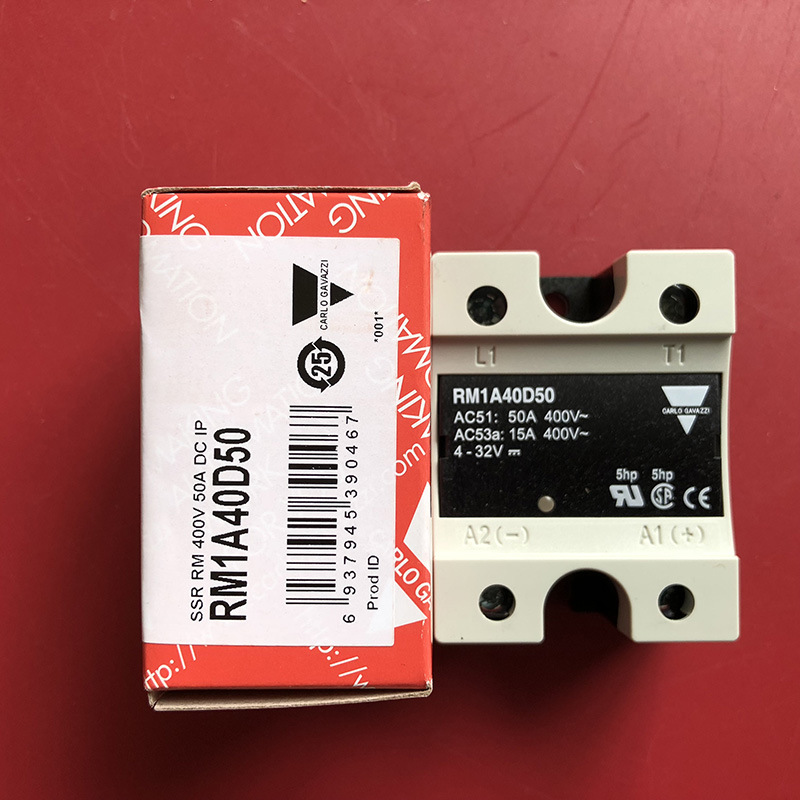 SSR RM 400V 50A DC IP
RM1A40D50
6 937945 390467
Prod ID
25
CARLO GAVAZZI
*001*
L1
T1
RM1A40D50
AC51: 50A 400V~
AC53a: 15A 400V~
4-32V⎓
CARLO GAVAZZI
5hp 5hp
A2(-)
A1(+)